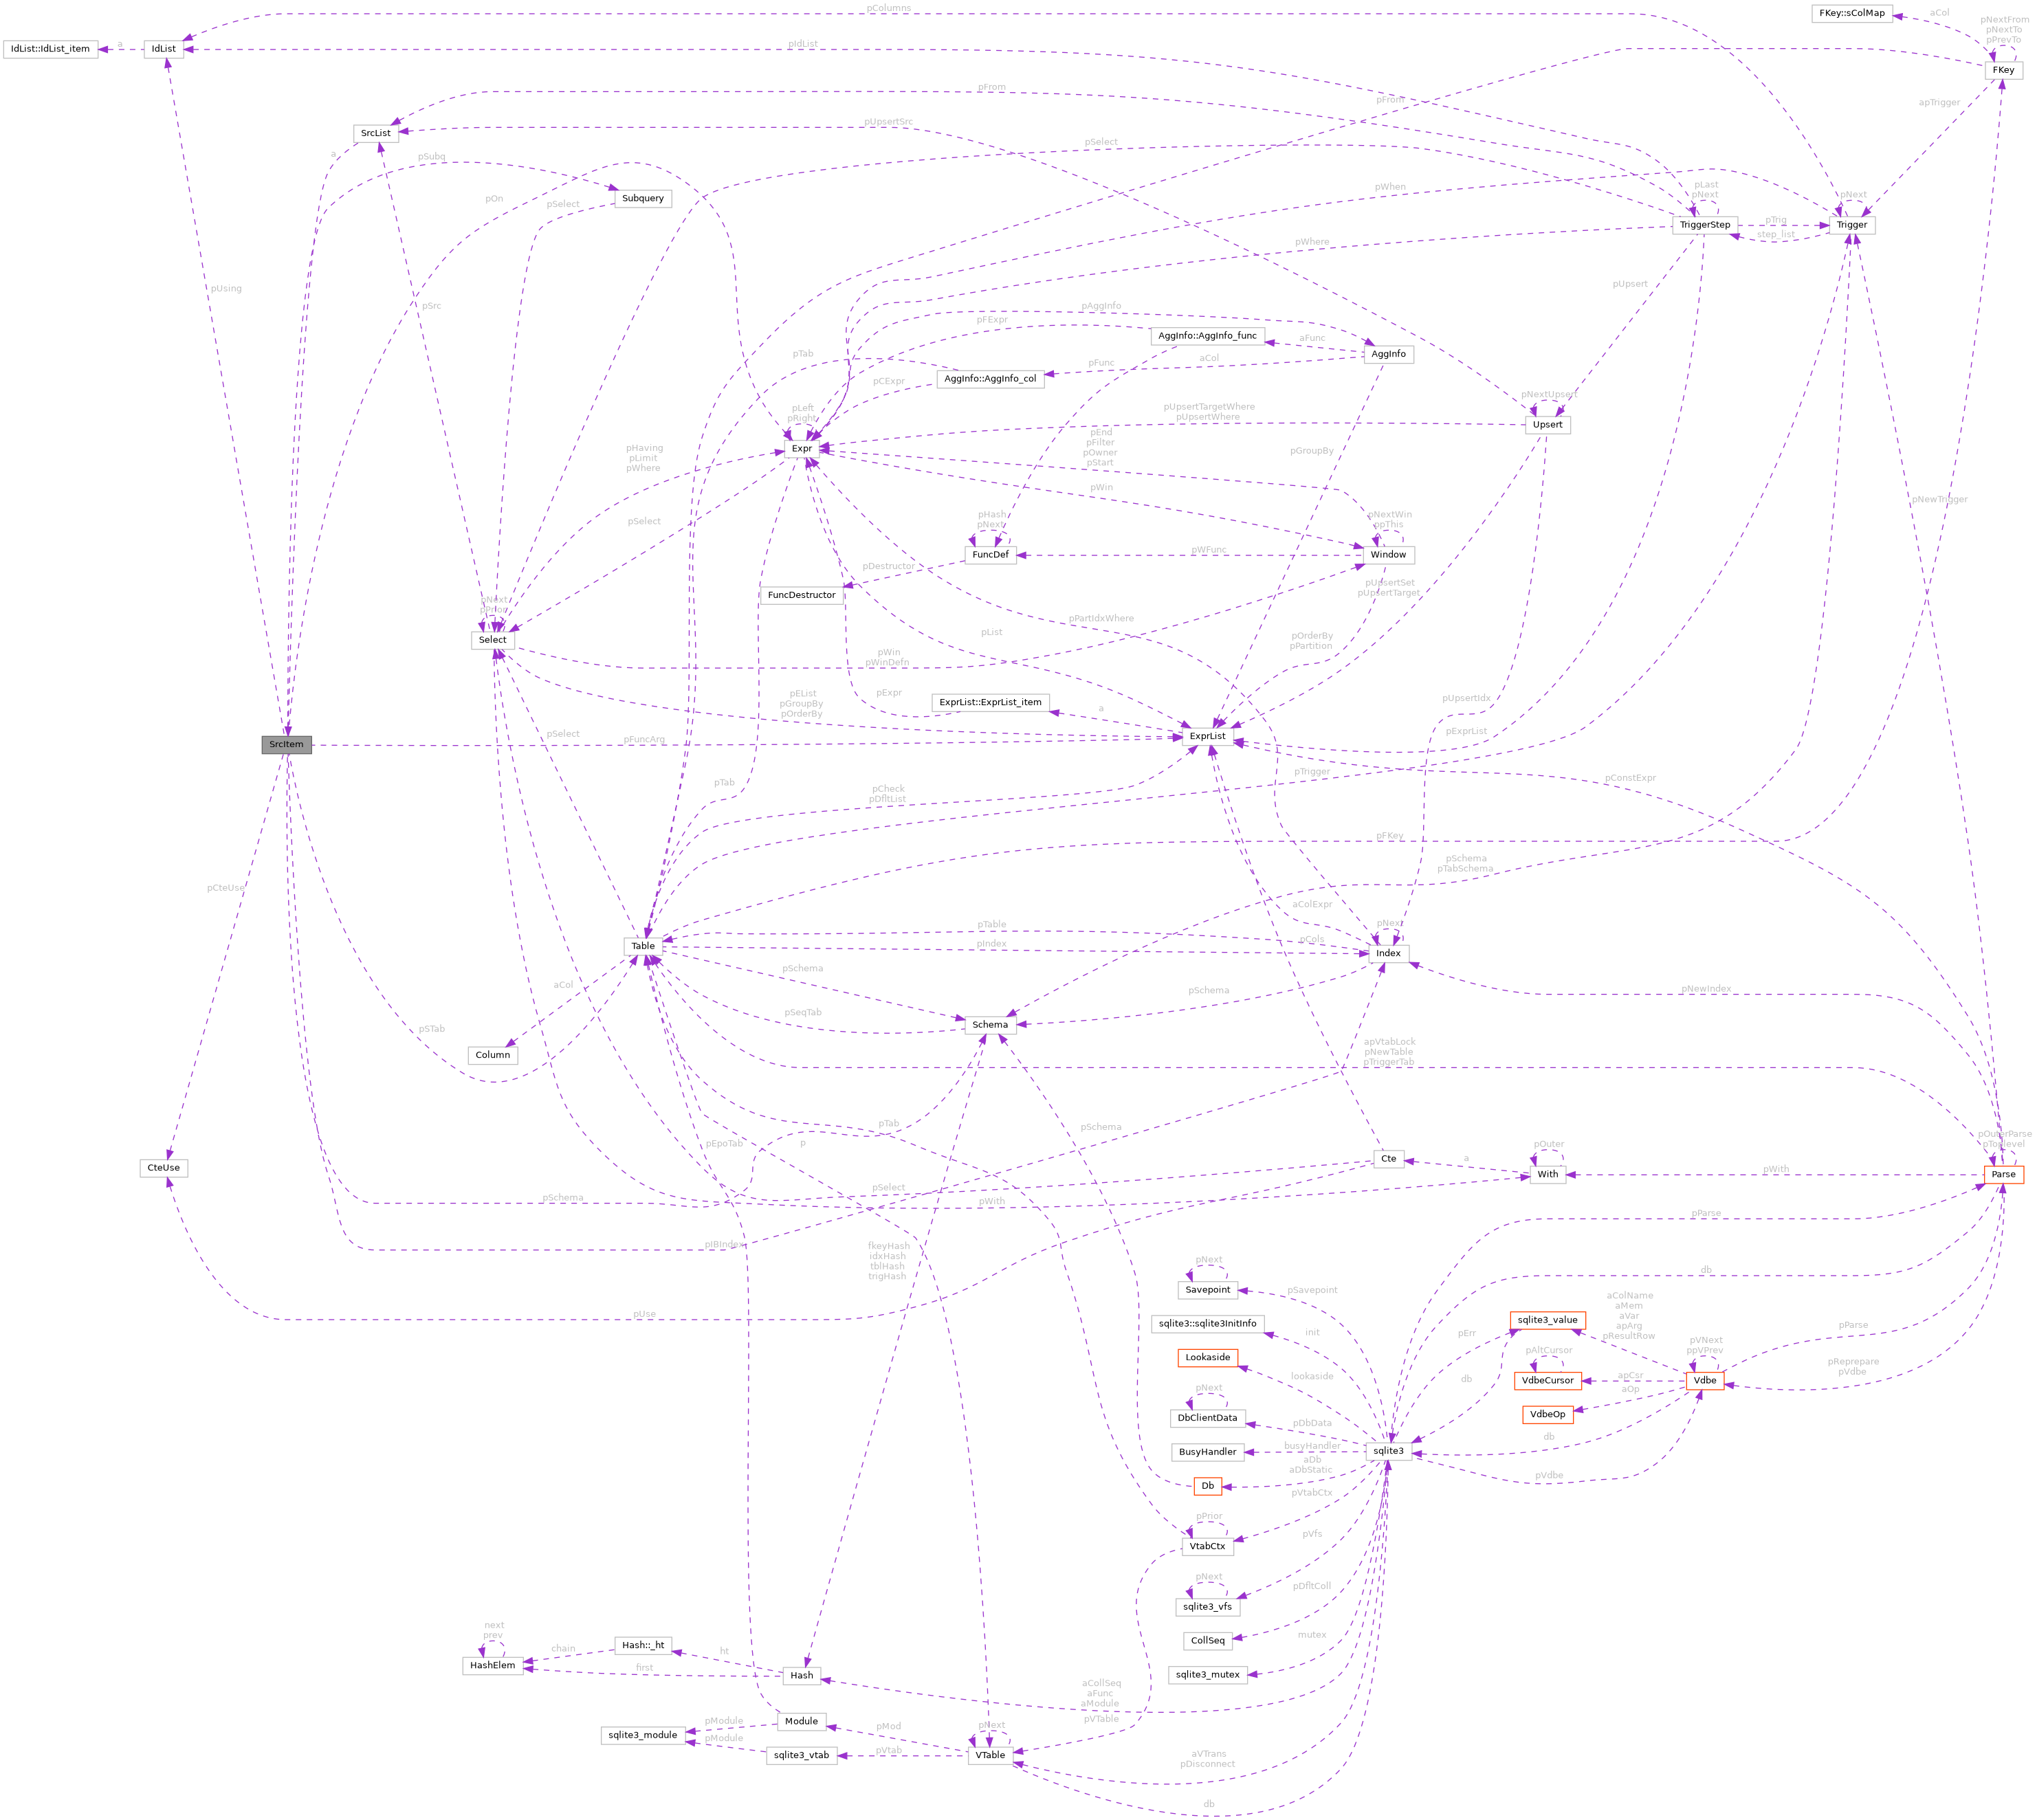 pColumns
FKey::sColMap
aCol
pNextFrom
pNextTo
pPrevTo
IdList::IdList_item
a
IdList
pIdList
FKey
pFrom
pFrom
apTrigger
pUpsertSrc
SrcList
pSelect
a
pSubq
pWhen
pLast
pNext
pNext
pOn
Subquery
pSelect
TriggerStep
pTrig
step_list
Trigger
pWhere
pUsing
pSrc
pUpsert
pAggInfo
pFExpr
AggInfo::AggInfo_func
aFunc
AggInfo
pTab
pFunc
aCol
AggInfo::AggInfo_col
pCExpr
pNextUpsert
pLeft
pRight
pUpsertTargetWhere
pUpsertWhere
Upsert
pHaving
pLimit
pWhere
Expr
pEnd
pFilter
pOwner
pStart
pGroupBy
pWin
pNewTrigger
pSelect
pHash
pNext
pNextWin
ppThis
FuncDef
pWFunc
Window
pDestructor
FuncDestructor
pUpsertSet
pUpsertTarget
pNext
pPrior
Select
pList
pPartIdxWhere
pOrderBy
pPartition
pWin
pWinDefn
pEList
pGroupBy
pOrderBy
pExpr
ExprList::ExprList_item
a
pUpsertIdx
SrcItem
pFuncArg
pSelect
ExprList
pExprList
pTab
pCheck
pDfltList
pTrigger
pConstExpr
pFKey
pSchema
pTabSchema
pCteUse
aColExpr
pTable
pNext
pCols
Table
pIndex
Index
pSchema
aCol
pSchema
pNewIndex
pSTab
pSeqTab
Schema
Column
apVtabLock
pNewTable
pTriggerTab
pEpoTab
p
pTab
pSchema
pOuterParse
pToplevel
pOuter
CteUse
Cte
a
With
pWith
Parse
pSchema
pSelect
pWith
pParse
pIBIndex
fkeyHash
idxHash
tblHash
trigHash
pNext
Savepoint
pSavepoint
db
pUse
sqlite3::sqlite3InitInfo
init
sqlite3_value
aColName
aMem
aVar
apArg
pResultRow
pParse
pErr
Lookaside
lookaside
pAltCursor
pVNext
ppVPrev
pReprepare
pVdbe
db
VdbeCursor
apCsr
Vdbe
aOp
pNext
DbClientData
pDbData
VdbeOp
BusyHandler
busyHandler
sqlite3
db
aDb
aDbStatic
Db
pVdbe
pVtabCtx
pPrior
VtabCtx
pVfs
pNext
sqlite3_vfs
pDfltColl
next
prev
Hash::_ht
CollSeq
mutex
chain
ht
HashElem
first
Hash
sqlite3_mutex
aCollSeq
aFunc
aModule
pVTable
Module
pModule
sqlite3_module
pModule
pMod
pNext
sqlite3_vtab
pVtab
VTable
aVTrans
pDisconnect
db